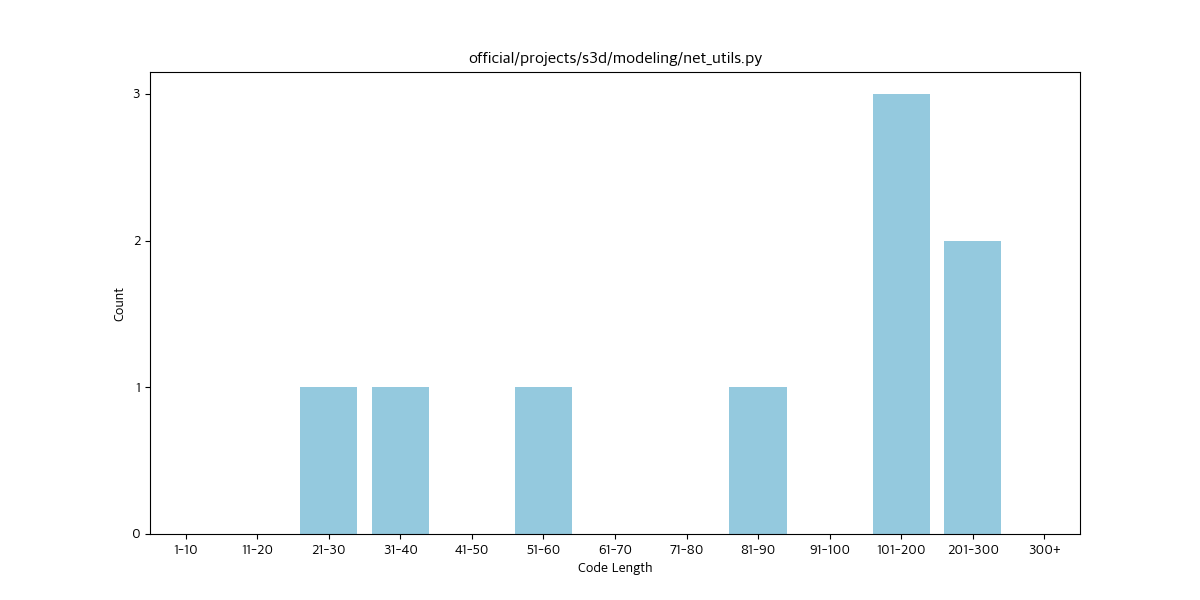 official/projects/s3d/modeling/net_utils.py
3
2
1
0
Count
1-10 11-20 21-30 31-40 41-50 51-60 61-70 71-80 81-90 91-100 101-200 201-300 300+
Code Length